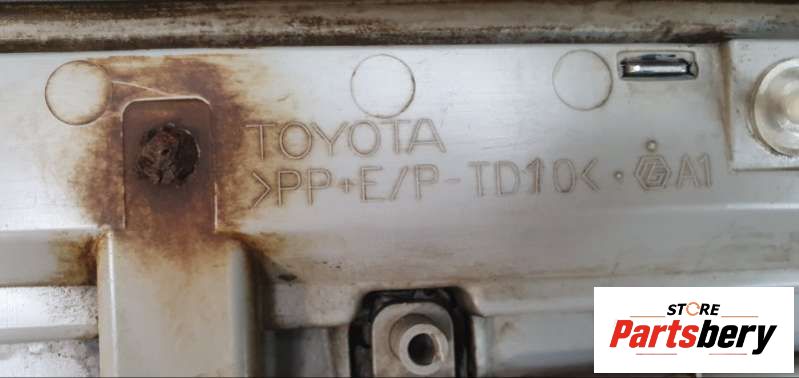 TOYOTA
>PP+E/P-TD10< · G A1
STORE
Partsbery